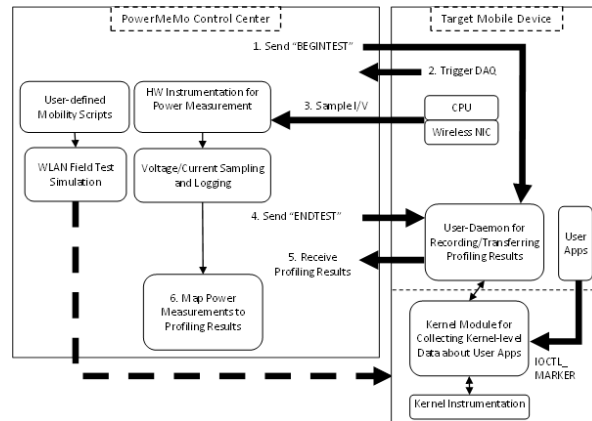 PowerMeMo Control Center
Target Mobile Device
1. Send "BEGINTEST"
2. Trigger DAQ
User-defined
Mobility Scripts
HW Instrumentation for
Power Measurement
3. Sample I/V
CPU
Wireless NIC
WLAN Field Test
Simulation
Voltage/Current Sampling
and Logging
4. Send "ENDTEST"
User-Daemon for
Recording/Transferring
Profiling Results
User
Apps
5. Receive
Profiling Results
6. Map Power
Measurements to
Profiling Results
Kernel Module for
Collecting Kernel-level
Data about User Apps
IOCTL_
MARKER
Kernel Instrumentation